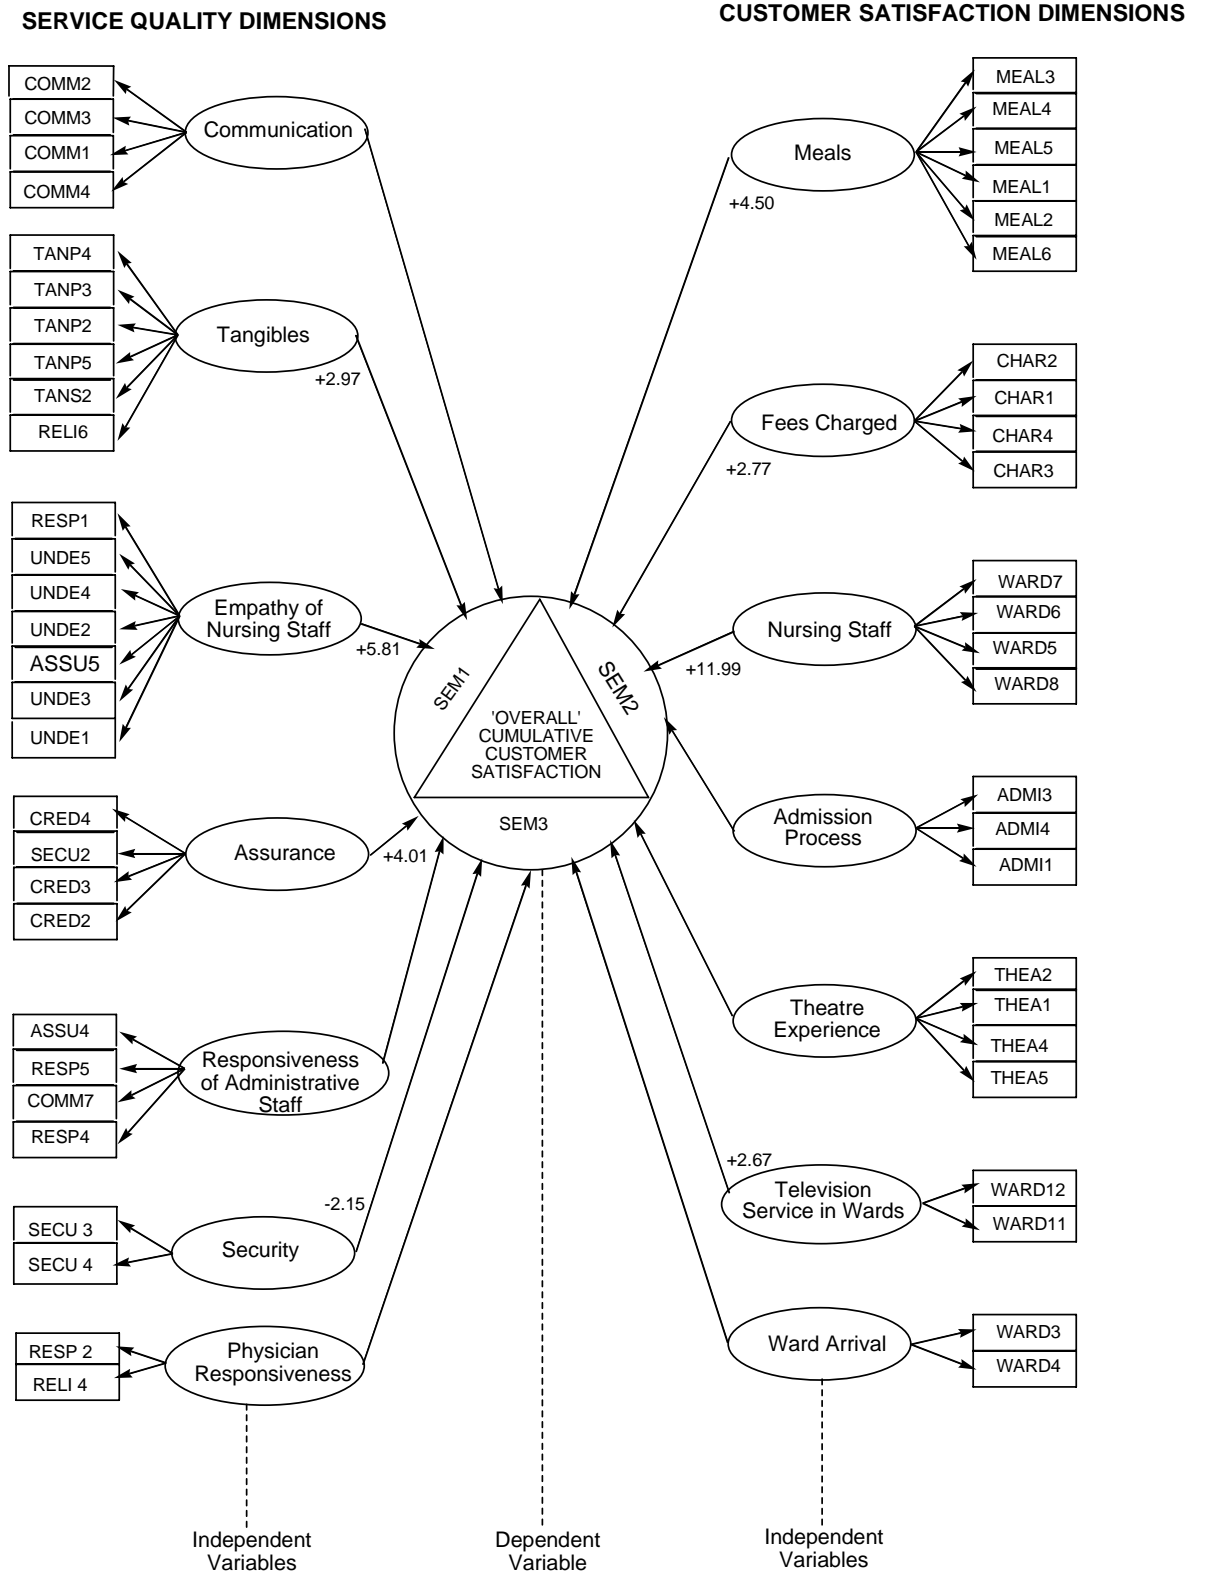 SERVICE QUALITY DIMENSIONS
CUSTOMER SATISFACTION DIMENSIONS
COMM2
COMM3
COMM1
COMM4
Communication
TANP4
TANP3
TANP2
TANP5
TANS2
RELI6
Tangibles
+2.97
RESP1
UNDE5
UNDE4
UNDE2
ASSU5
UNDE3
UNDE1
Empathy of
Nursing Staff
+5.81
CRED4
SECU2
CRED3
CRED2
Assurance
+4.01
ASSU4
RESP5
COMM7
RESP4
Responsiveness
of Administrative
Staff
SECU 3
SECU 4
Security
-2.15
RESP 2
RELI 4
Physician
Responsiveness
SEM1
SEM2
'OVERALL'
CUMULATIVE
CUSTOMER
SATISFACTION
SEM3
Meals
+4.50
MEAL3
MEAL4
MEAL5
MEAL1
MEAL2
MEAL6
Fees Charged
+2.77
CHAR2
CHAR1
CHAR4
CHAR3
Nursing Staff
+11.99
WARD7
WARD6
WARD5
WARD8
Admission
Process
ADMI3
ADMI4
ADMI1
Theatre
Experience
THEA2
THEA1
THEA4
THEA5
+2.67
Television
Service in Wards
WARD12
WARD11
Ward Arrival
WARD3
WARD4
Independent
Variables
Dependent
Variable
Independent
Variables